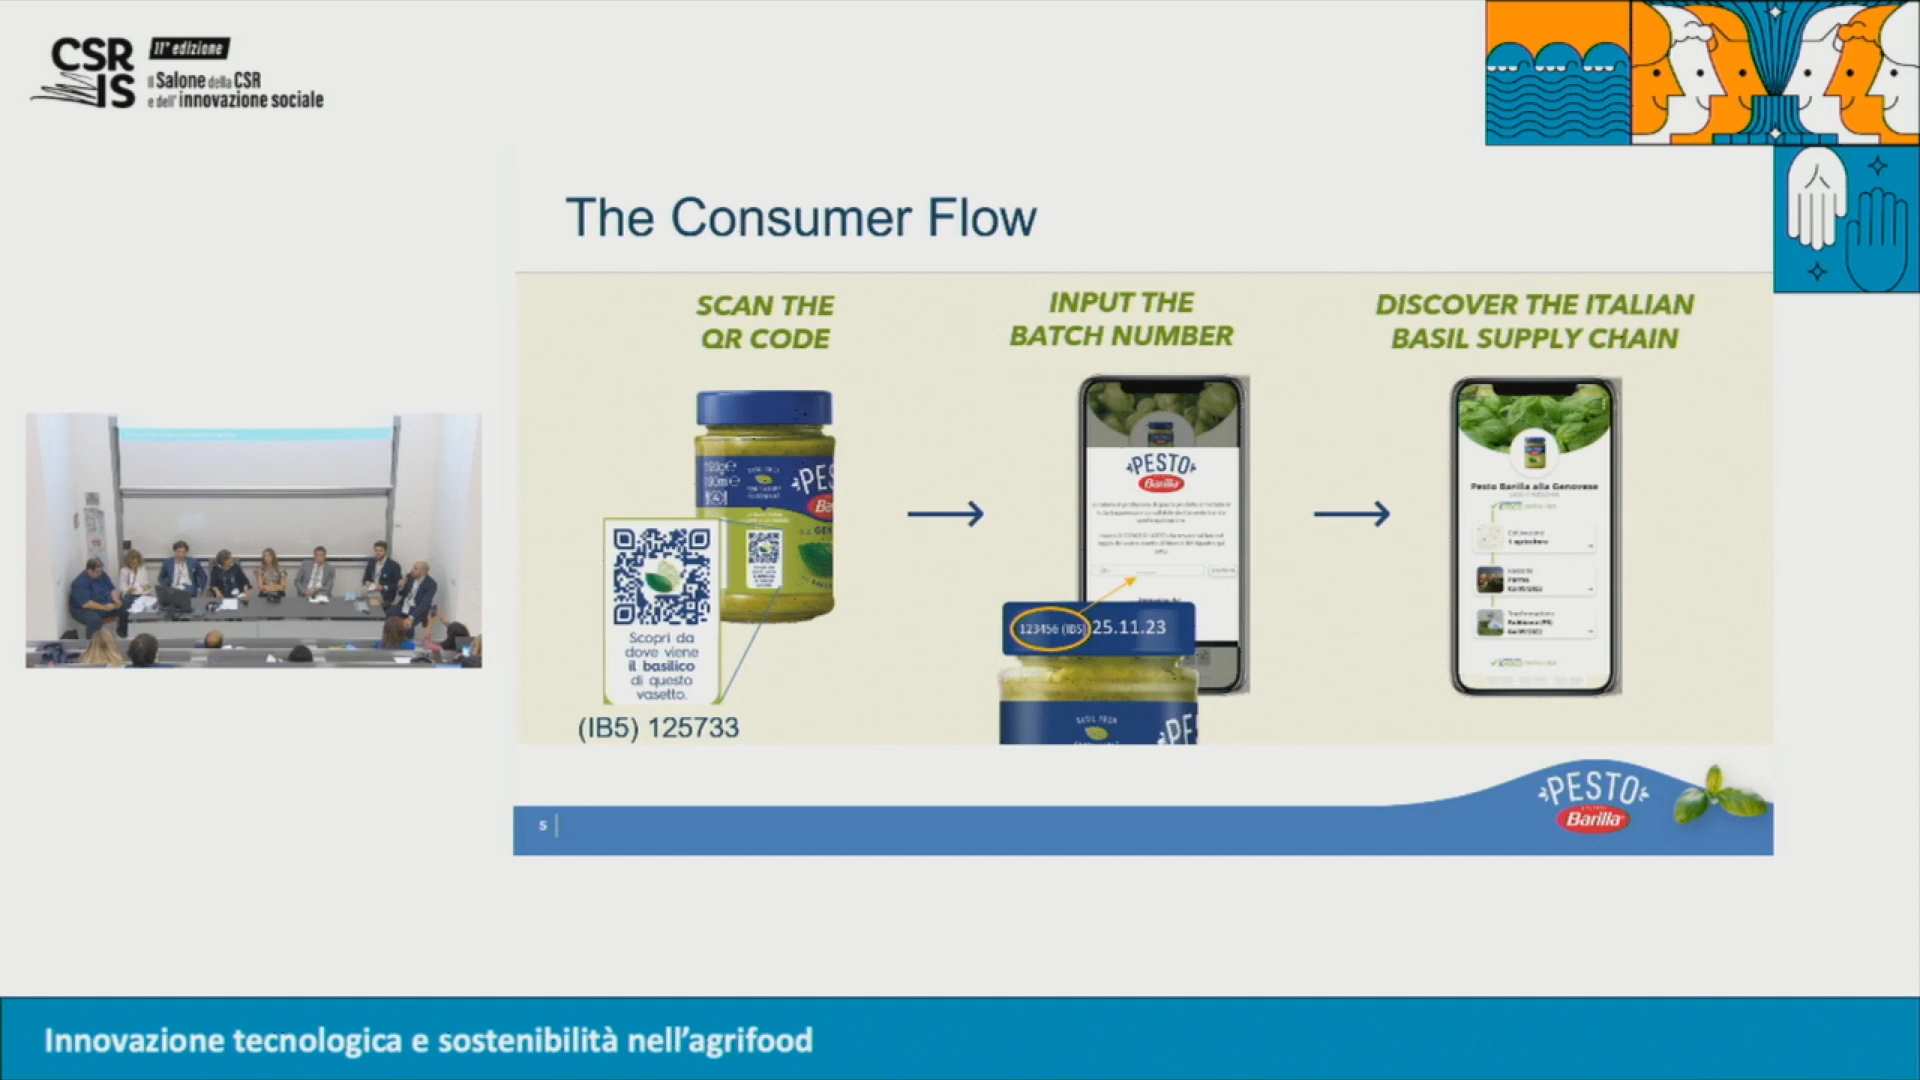 CSR
IS
11° edizione
il Salone della CSR
e dell'innovazione sociale
The Consumer Flow
SCAN THE
QR CODE
INPUT THE
BATCH NUMBER
DISCOVER THE ITALIAN
BASIL SUPPLY CHAIN
PESTO
Barilla
Scopri da
dove viene
il basilico
di questo
vasetto.
(IB5) 125733
123456 (IB5) 25.11.23
BASIL FROM
Pesto Barilla alla Genovese
PESTO
Barilla
5
Innovazione tecnologica e sostenibilità nell'agrifood